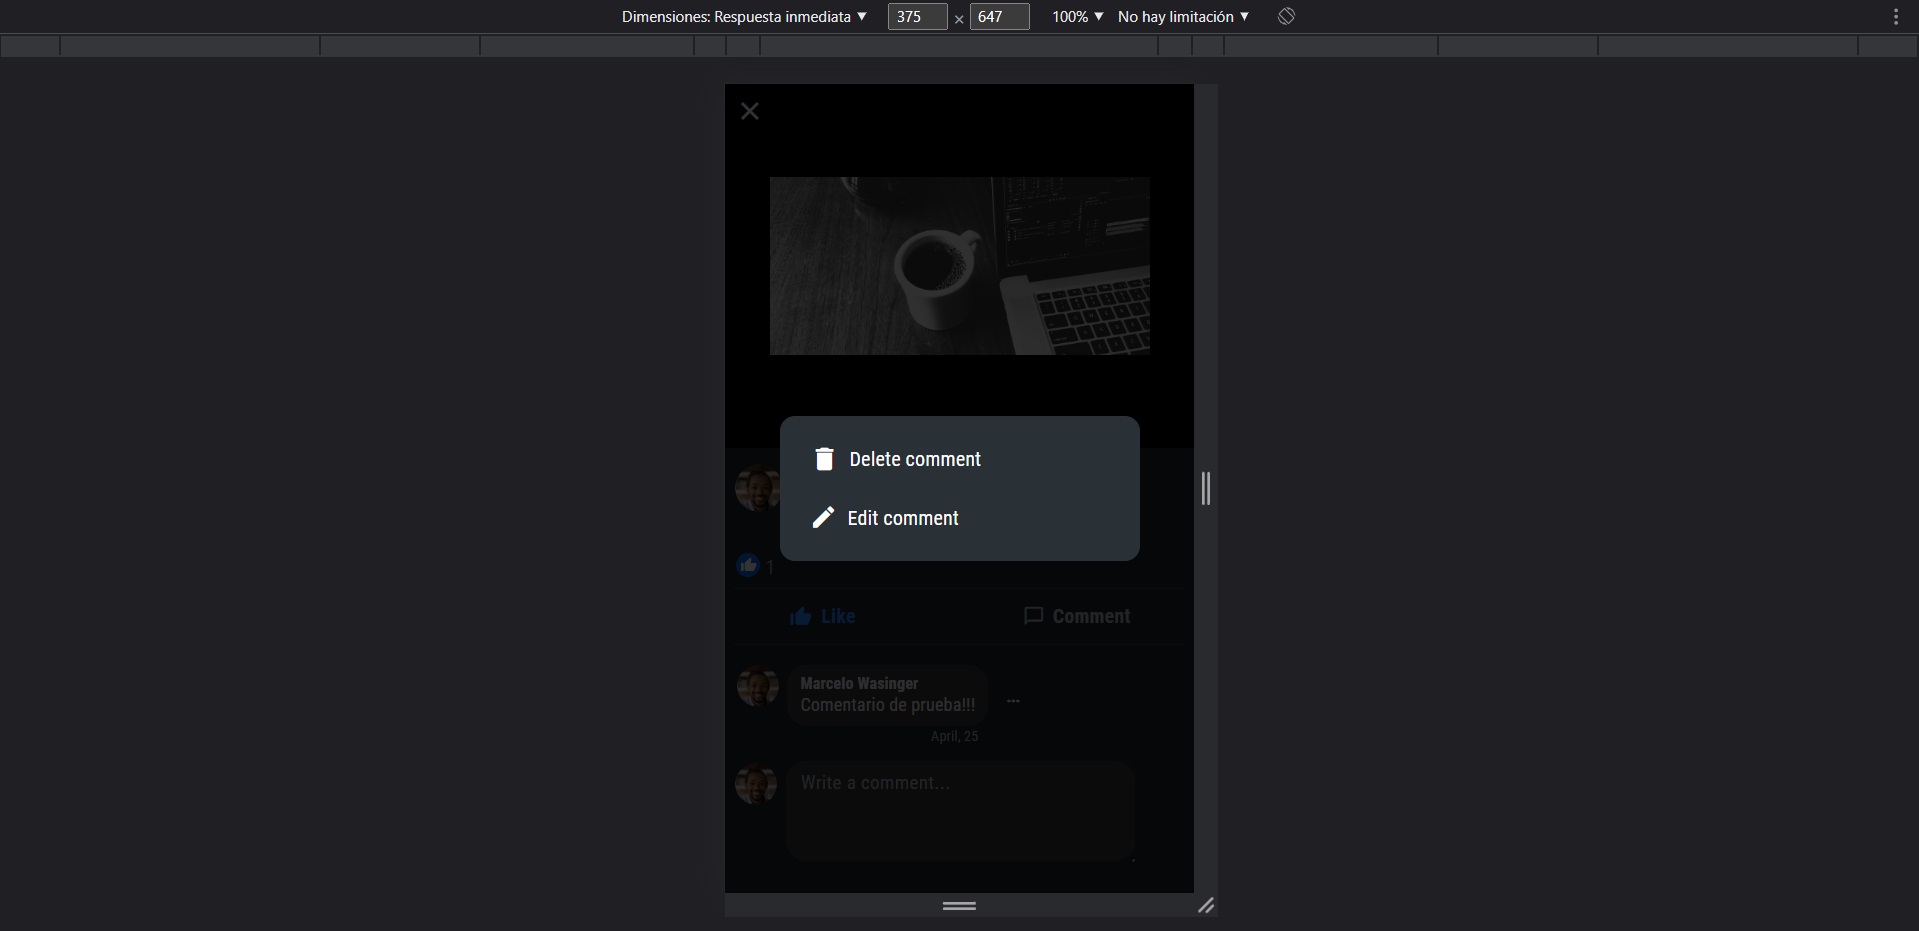 Dimensiones: Respuesta inmediata ▼ 375 × 647 100% ▼ No hay limitación ▼
Delete comment
Edit comment
1
Like Comment
Marcelo Wasinger
Comentario de prueba!!!
April, 25
Write a comment...